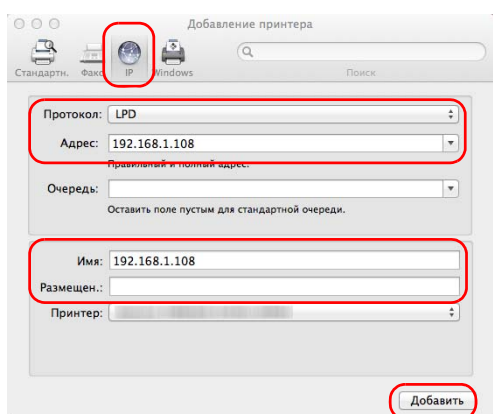 Добавление принтера
Стандартн. Факс IP Windows Поиск
Протокол: LPD
Адрес: 192.168.1.108
Правильный и полный адрес.
Очередь:
Оставить поле пустым для стандартной очереди.
Имя: 192.168.1.108
Размещен.:
Принтер:
Добавить